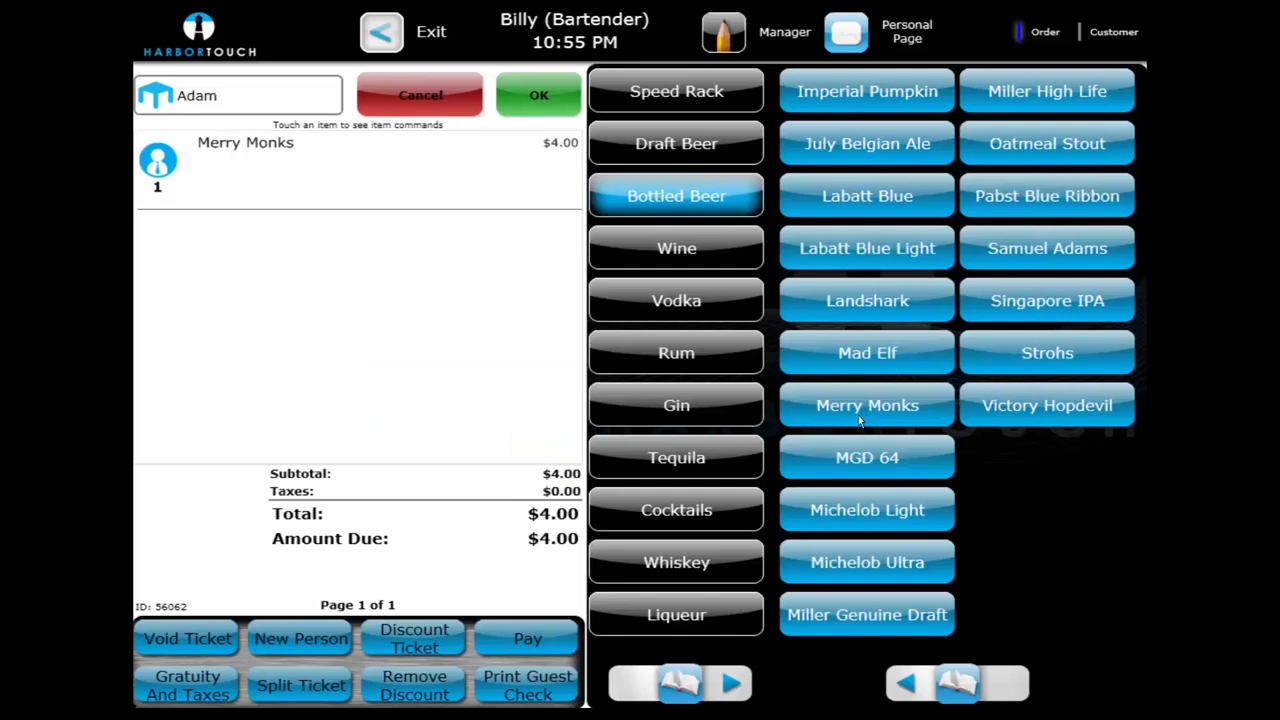 HARBORTOUCH
Exit
Billy (Bartender)
10:55 PM
Manager
Personal
Page
Order
Customer
Adam
Cancel
OK
Touch an item to see item commands
Merry Monks $4.00
1
Subtotal: $4.00
Taxes: $0.00
Total: $4.00
Amount Due: $4.00
ID: 56062
Page 1 of 1
Void Ticket
New Person
Discount
Ticket
Pay
Gratuity
And Taxes
Split Ticket
Remove
Discount
Print Guest
Check
Speed Rack
Draft Beer
Bottled Beer
Wine
Vodka
Rum
Gin
Tequila
Cocktails
Whiskey
Liqueur
Imperial Pumpkin
July Belgian Ale
Labatt Blue
Labatt Blue Light
Landshark
Mad Elf
Merry Monks
MGD 64
Michelob Light
Michelob Ultra
Miller Genuine Draft
Miller High Life
Oatmeal Stout
Pabst Blue Ribbon
Samuel Adams
Singapore IPA
Strohs
Victory Hopdevil